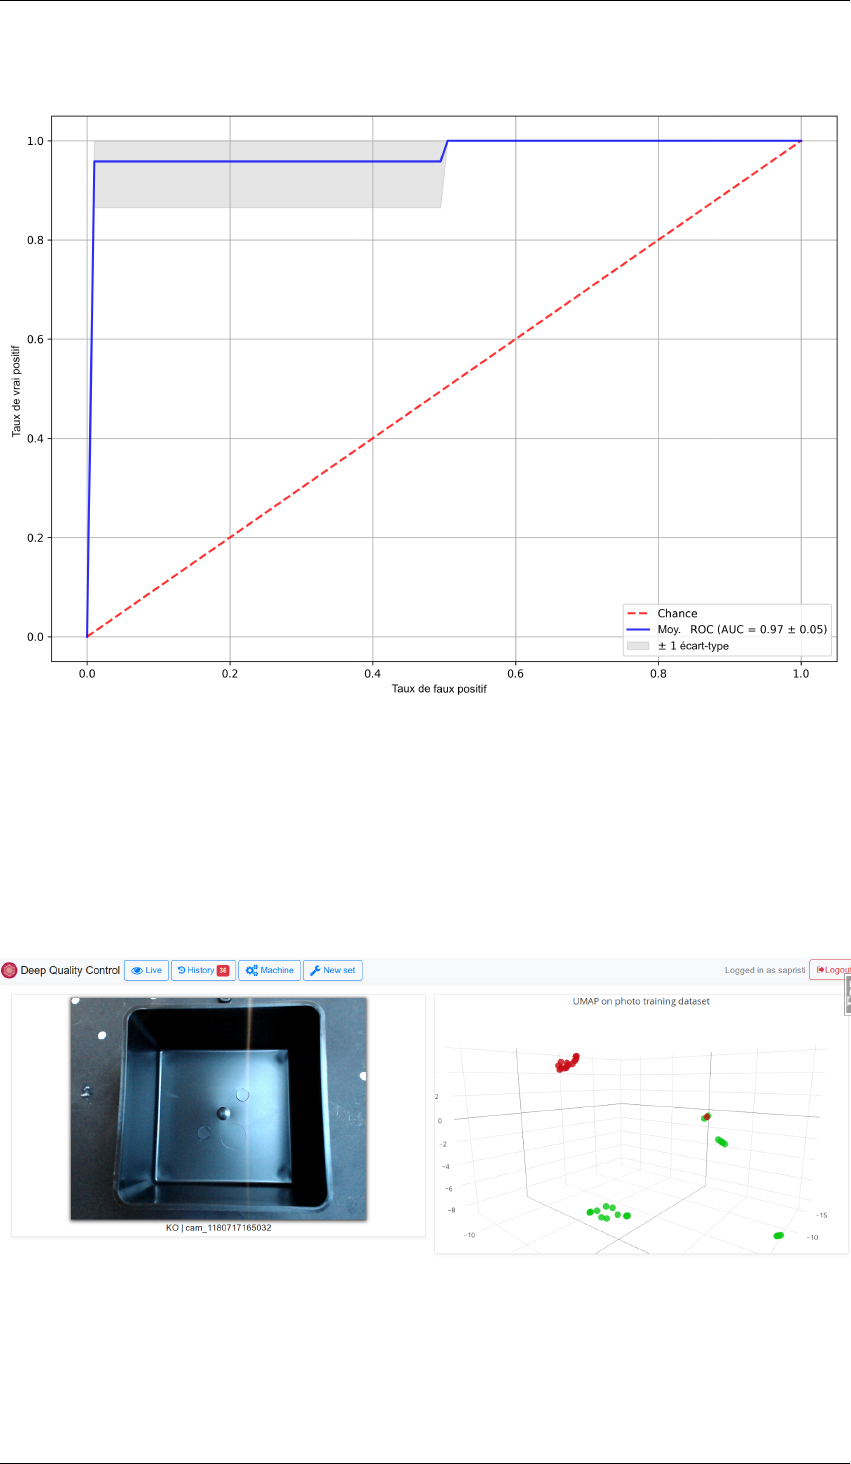 1.0
0.8
0.6
0.4
0.2
0.0
Taux de vrai positif
Chance
Moy. ROC (AUC = 0.97 ± 0.05)
± 1 écart-type
0.0 0.2 0.4 0.6 0.8 1.0
Taux de faux positif
Deep Quality Control Live History 36 Machine New set Logged in as sapristi Logout
UMAP on photo training dataset
2
0
−2
−4
−6
−8
−10
−15
−10
KO | cam_1180717165032